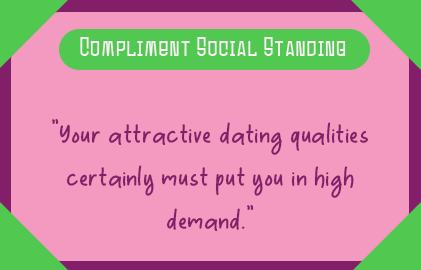 Compliment Social Standing
"Your attractive dating qualities
certainly must put you in high
demand."